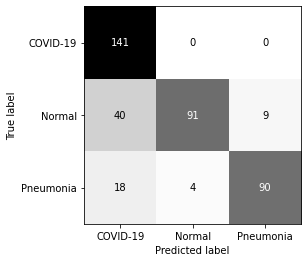 COVID-19
141
0
0
Normal
40
91
9
Pneumonia
18
4
90
COVID-19
Normal
Pneumonia
Predicted label
True label